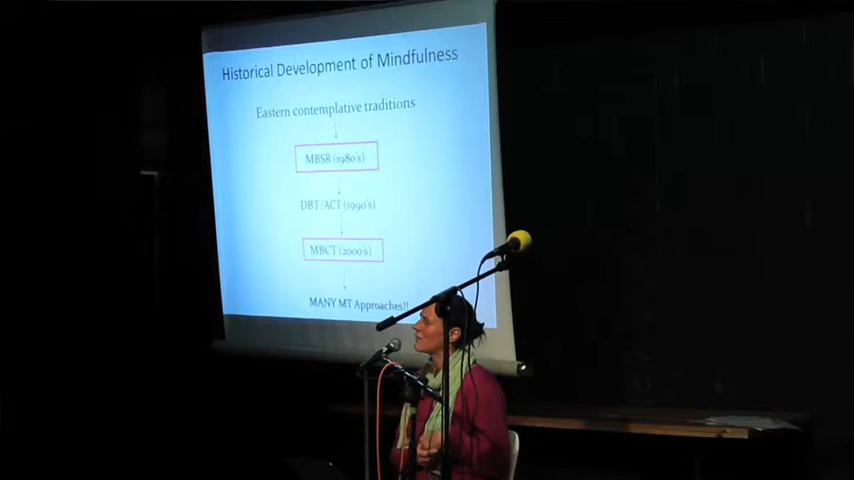 Historical Development of Mindfulness
Eastern contemplative traditions
MBSR (1980's)
DBT/ACT (1990's)
MBCT (2000's)
MANY MT Approaches!!